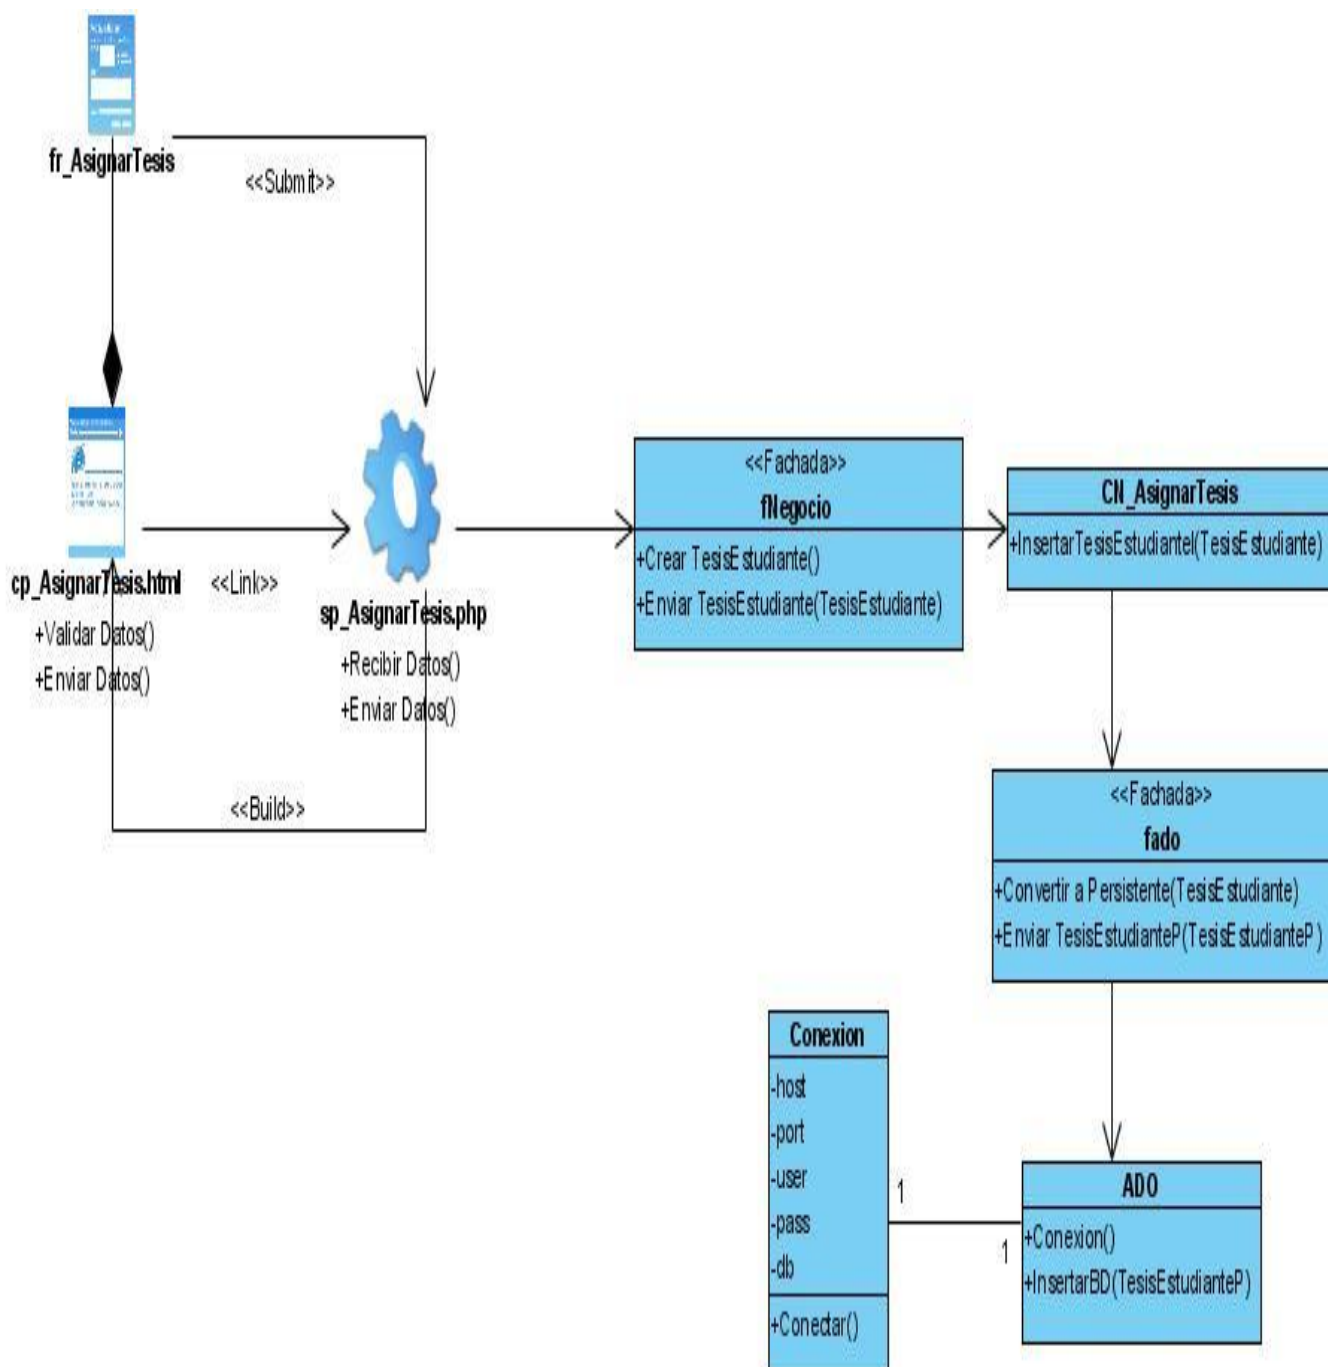 fr_AsignarTesis
<<Submit>>
cp_AsignarTesis.html
+Validar Datos()
+Enviar Datos()
<<Link>>
sp_AsignarTesis.php
+Recibir Datos()
+Enviar Datos()
<<Build>>
<<Fachada>>
fNegocio
+Crear TesisEstudiante()
+Enviar TesisEstudiante(TesisEstudiante)
CN_AsignarTesis
+InsertarTesisEstudiantel(TesisEstudiante)
<<Fachada>>
fado
+Convertir a Persistente(TesisEstudiante)
+Enviar TesisEstudianteP(TesisEstudianteP)
Conexion
-host
-port
-user
-pass
-db
+Conectar()
1
1
ADO
+Conexion()
+InsertarBD(TesisEstudianteP)